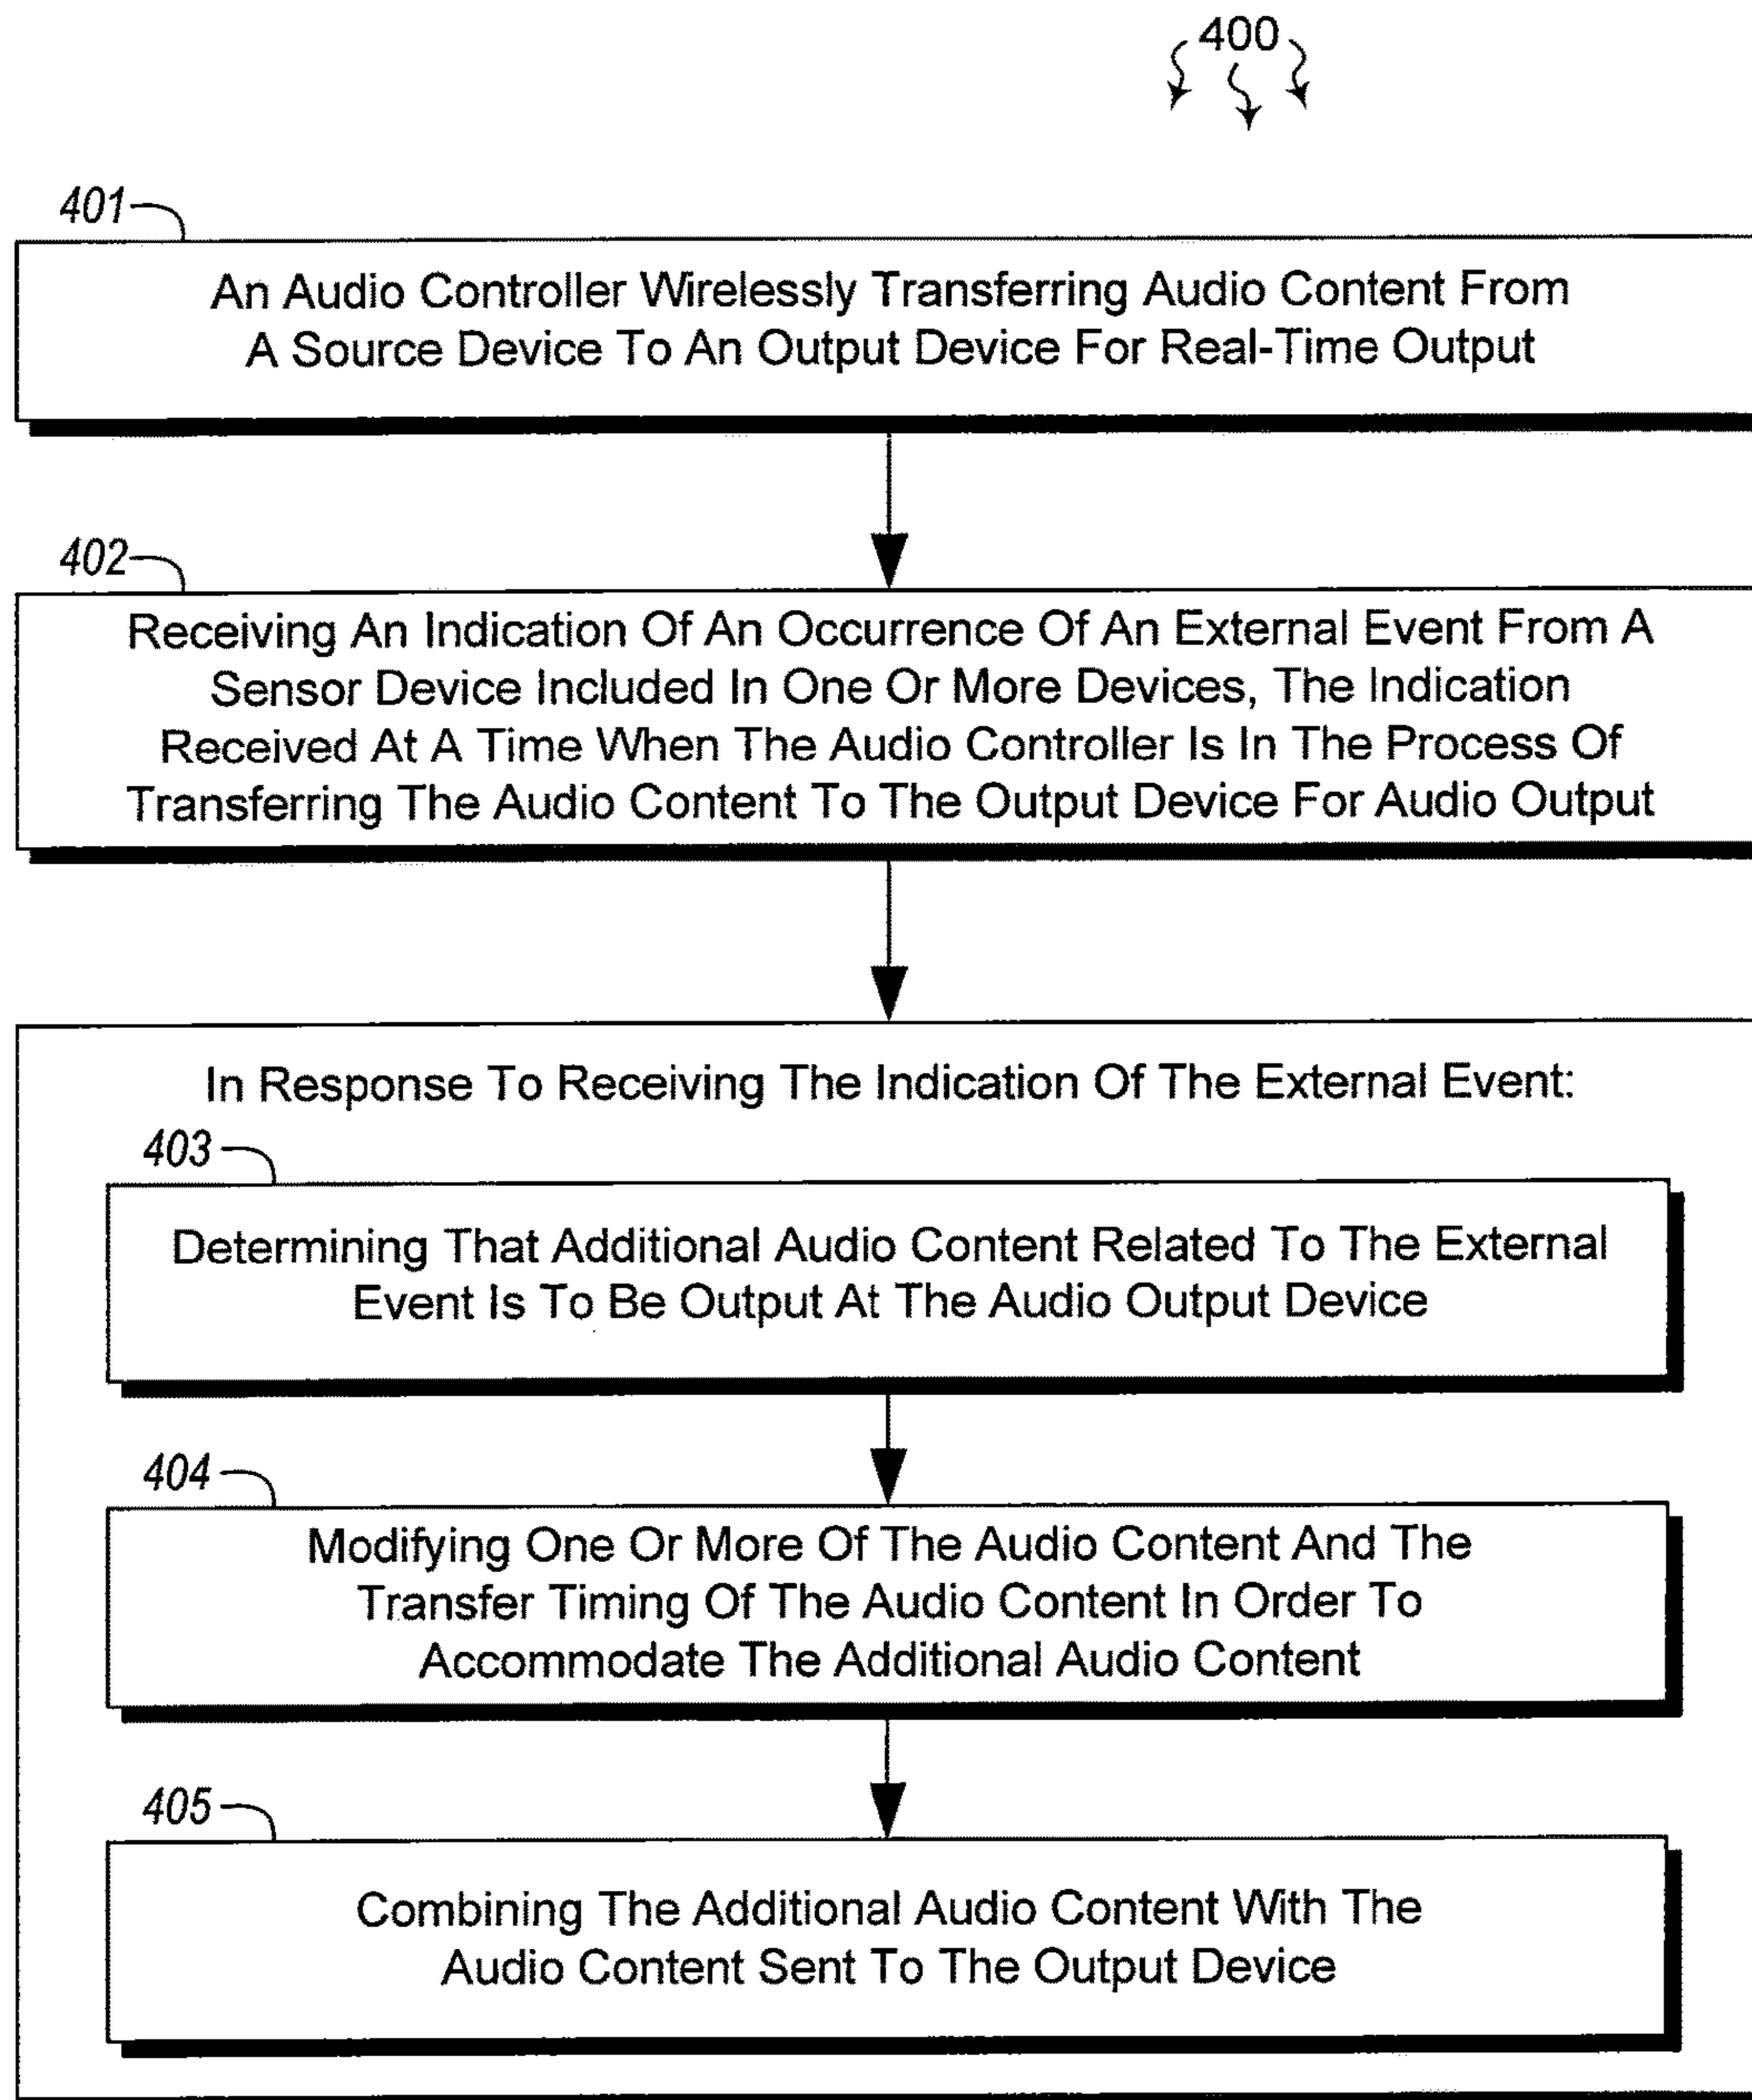 400
401
An Audio Controller Wirelessly Transferring Audio Content From
A Source Device To An Output Device For Real-Time Output
402
Receiving An Indication Of An Occurrence Of An External Event From A
Sensor Device Included In One Or More Devices, The Indication
Received At A Time When The Audio Controller Is In The Process Of
Transferring The Audio Content To The Output Device For Audio Output
In Response To Receiving The Indication Of The External Event:
403
Determining That Additional Audio Content Related To The External
Event Is To Be Output At The Audio Output Device
404
Modifying One Or More Of The Audio Content And The
Transfer Timing Of The Audio Content In Order To
Accommodate The Additional Audio Content
405
Combining The Additional Audio Content With The
Audio Content Sent To The Output Device